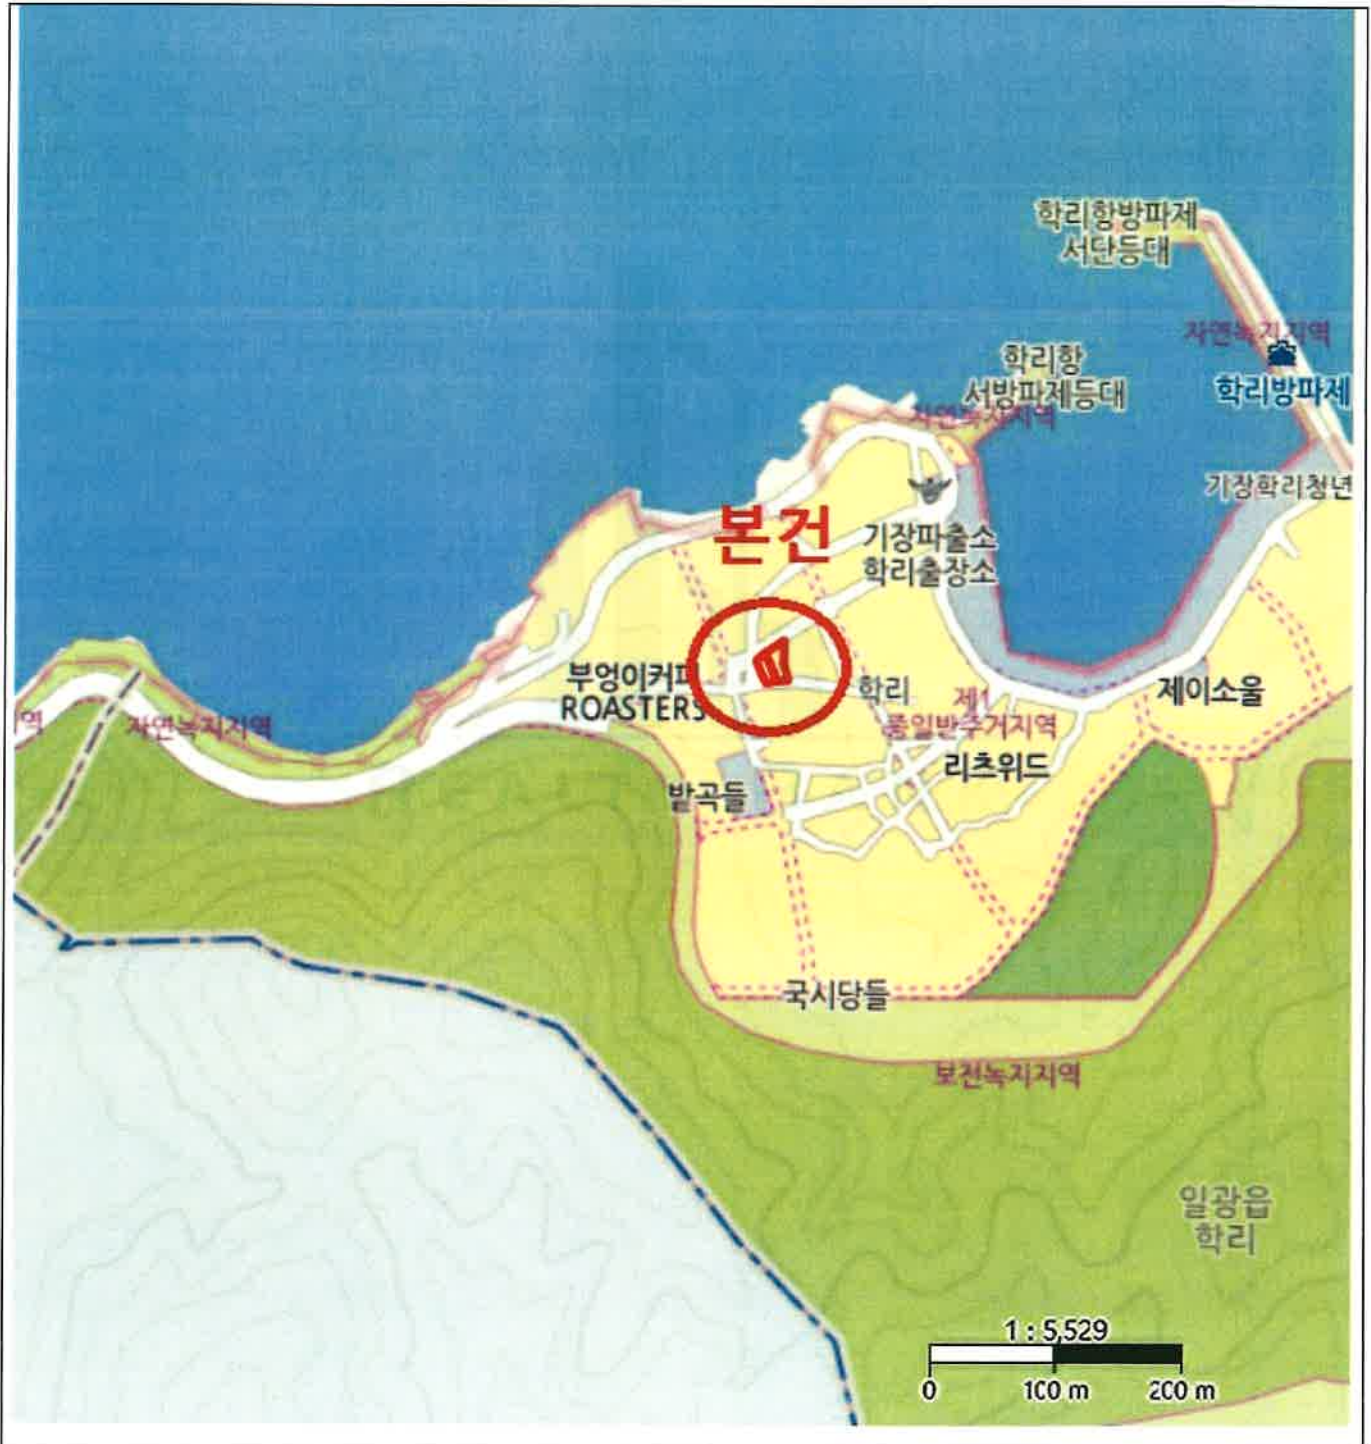 학리항방파제
서단등대
자연녹지지역
학리항
서방파제등대
학리방파제
자연녹지지역
기장학리청년
본건
기장파출소
학리출장소
부엉이커피
ROASTERS
학리
제1
종일반주거지역
제이소울
역
자연녹지지역
리츠위드
밭곡들
국시당들
보전녹지지역
일광읍
학리
1 : 5,529
0 100 m 200 m